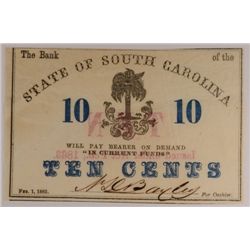 The Bank of the
STATE OF SOUTH CAROLINA
10 10
WILL PAY BEARER ON DEMAND
"IN CURRENT FUNDS"
TEN CENTS
FEB. 1, 1863.
For Cashier.